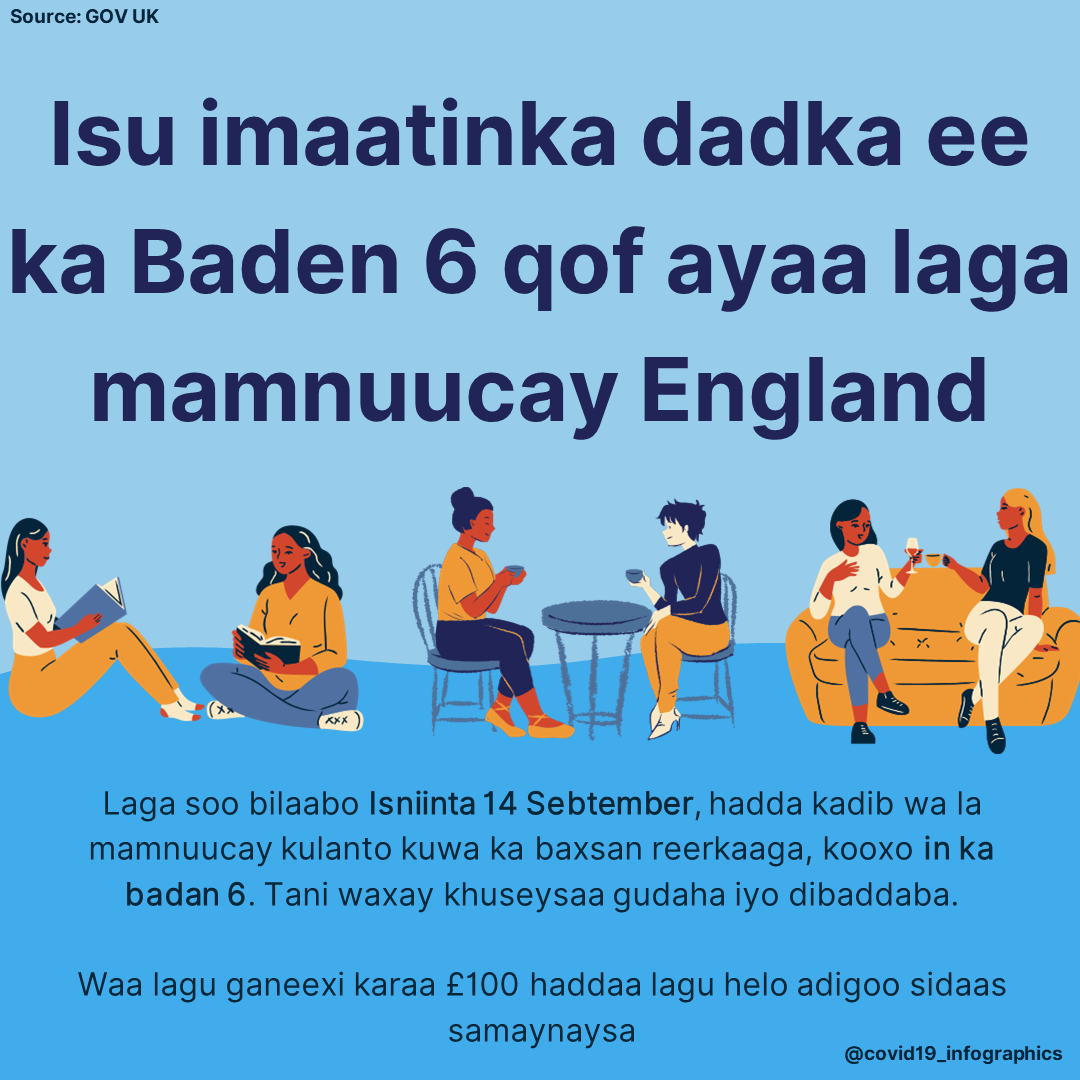 Source: GOV UK
Isu imaatinka dadka ee
ka Baden 6 qof ayaa laga
mamnuucay England
Laga soo bilaabo Isniinta 14 Sebtember, hadda kadib wa la
mamnuucay kulanto kuwa ka baxsan reerkaaga, kooxo in ka
badan 6. Tani waxay khuseysaa gudaha iyo dibaddaba.
Waa lagu ganeexi karaa £100 haddaa lagu helo adigoo sidaas
samaynaysa
@covid19_infographics